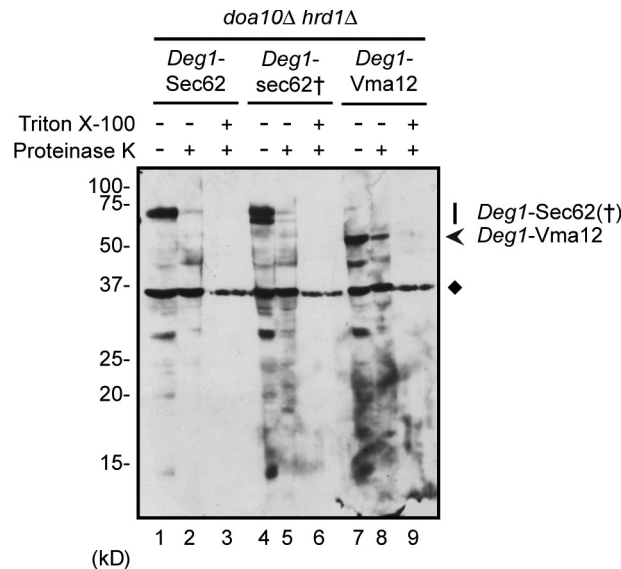 doa10Δ hrd1Δ
Deg1- Deg1- Deg1-
Sec62 sec62† Vma12
Triton X-100 - - + - - + - - +
Proteinase K - + + - + + - + +
100-
75-
Deg1-Sec62(†)
Deg1-Vma12
50-
37-
25-
20-
15-
1 2 3 4 5 6 7 8 9
(kD)